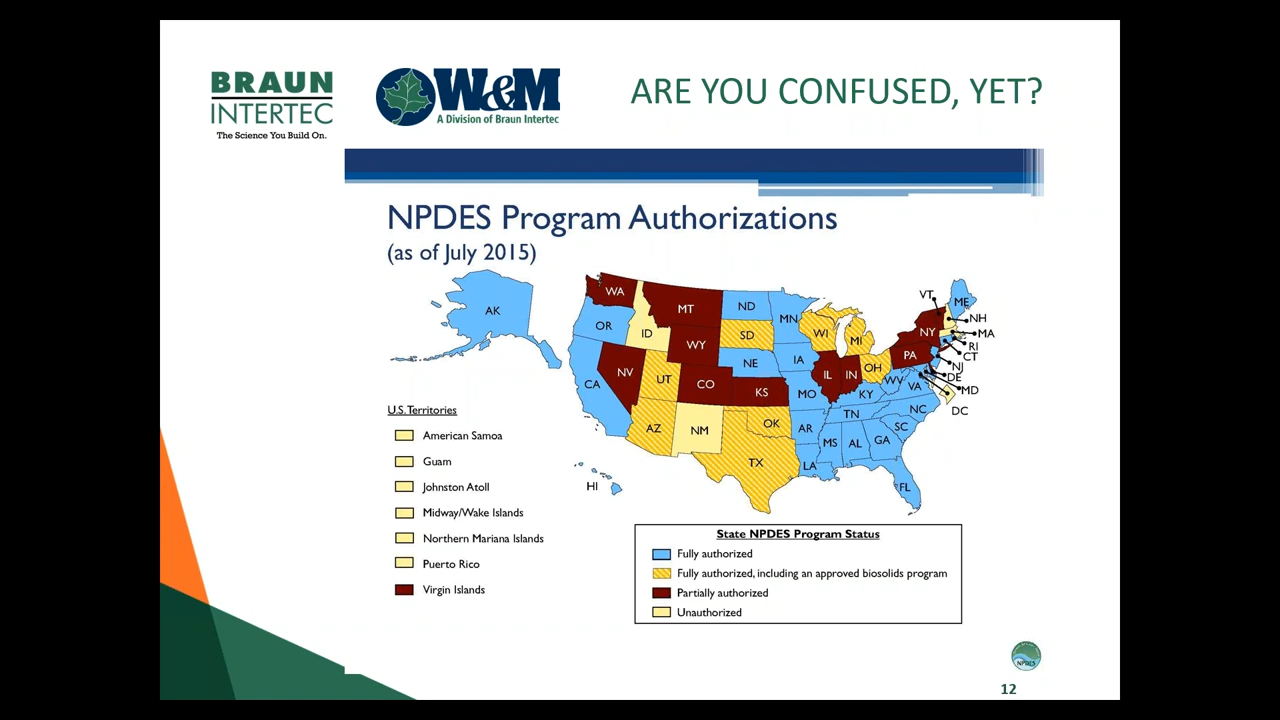 BRAUN
INTERTEC
The Science You Build On.
W&M
A Division of Braun Intertec
ARE YOU CONFUSED, YET?
NPDES Program Authorizations
(as of July 2015)
AK
WA
MT
ND
MN
VT
ME
NH
OR
ID
SD
WI
MI
NY
MA
RI
WY
CT
NE
IA
PA
NJ
CA
NV
UT
CO
KS
IL
IN
OH
WV
VA
DE
MD
MO
KY
DC
AZ
NM
OK
AR
TN
NC
SC
MS
AL
GA
TX
LA
FL
HI
U.S. Territories
American Samoa
Guam
Johnston Atoll
Midway/Wake Islands
Northern Mariana Islands
Puerto Rico
Virgin Islands
State NPDES Program Status
Fully authorized
Fully authorized, including an approved biosolids program
Partially authorized
Unauthorized
NPDES
12